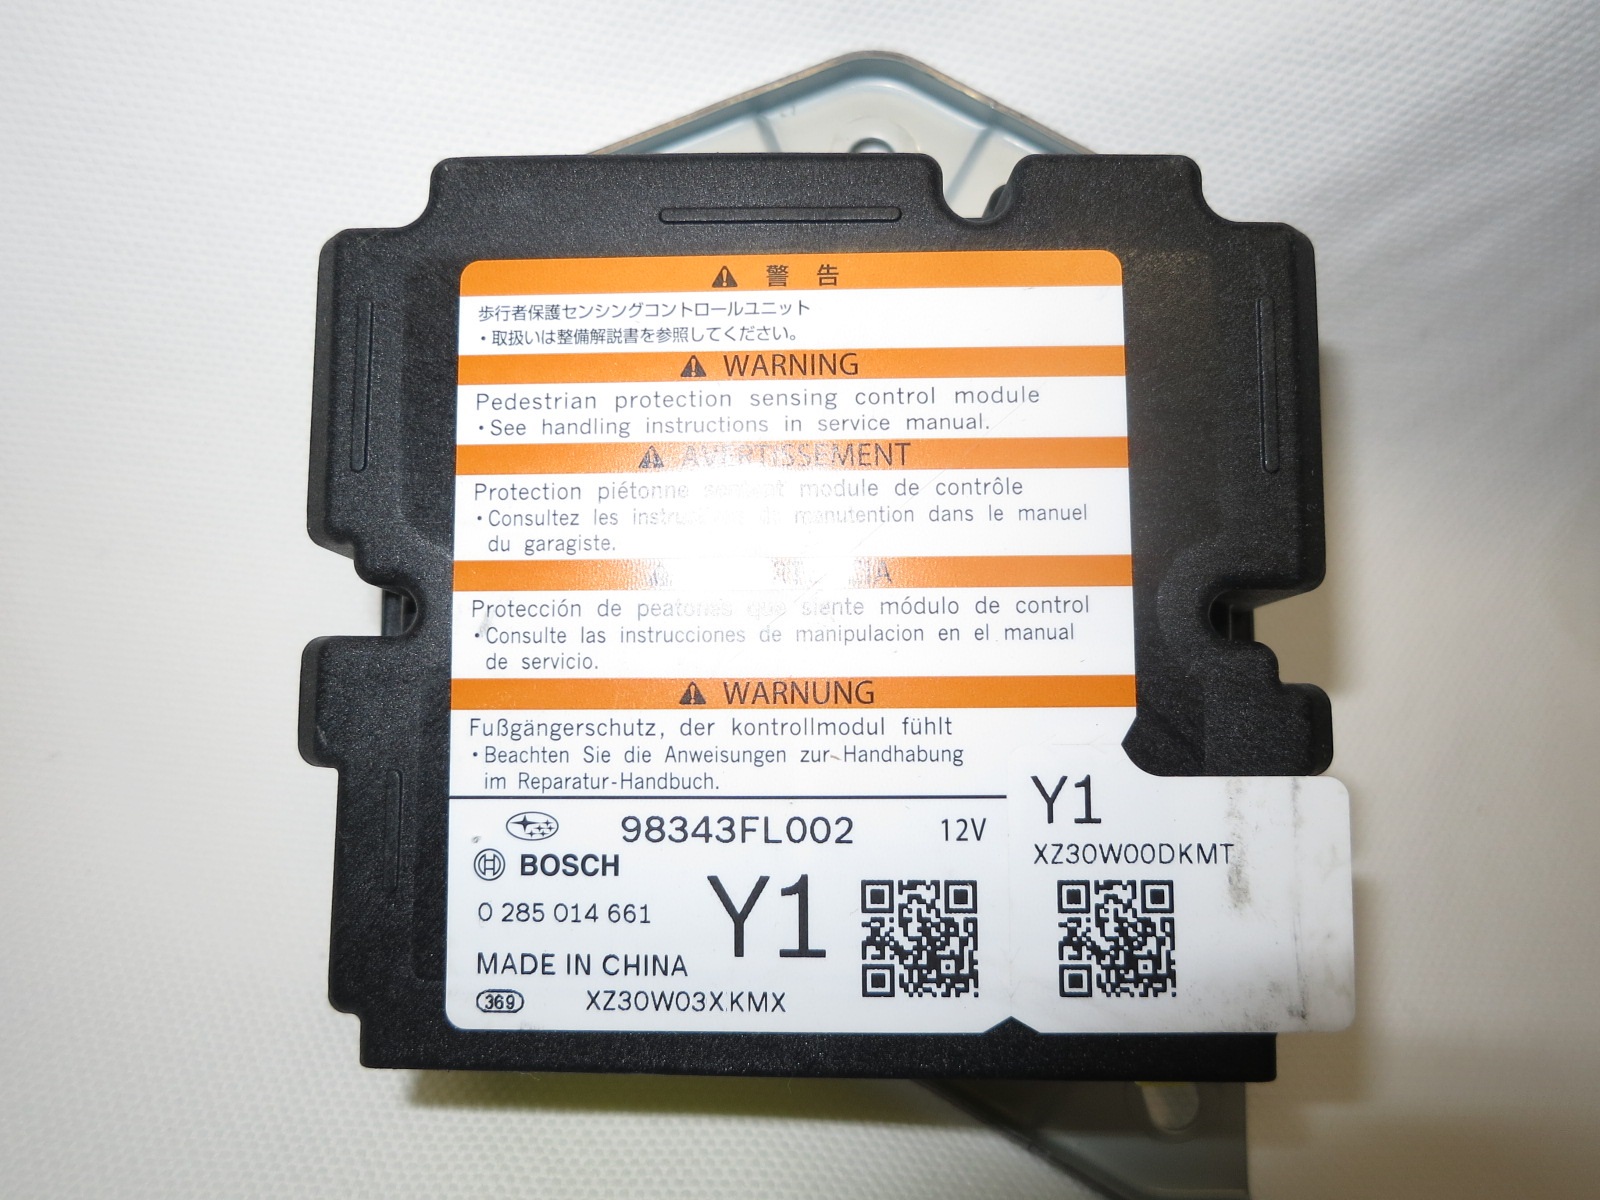 警告
歩行者保護センシングコントロールユニット
・取扱いは整備解説書を参照してください。
WARNING
Pedestrian protection sensing control module
・See handling instructions in service manual.
AVERTISSEMENT
Protection piétonne module de contrôle
・Consultez les manutention dans le manuel
du garagiste.
Protección de peatones que siente módulo de control
・Consulte las instrucciones de manipulacion en el manual
de servicio.
WARNUNG
Fußgängerschutz, der kontrollmodul fühlt
・Beachten Sie die Anweisungen zur Handhabung
im Reparatur-Handbuch.
98343FL002 12V
BOSCH
0 285 014 661
Y1
MADE IN CHINA
369 XZ30W03XKMX
Y1
XZ30W00DKMT